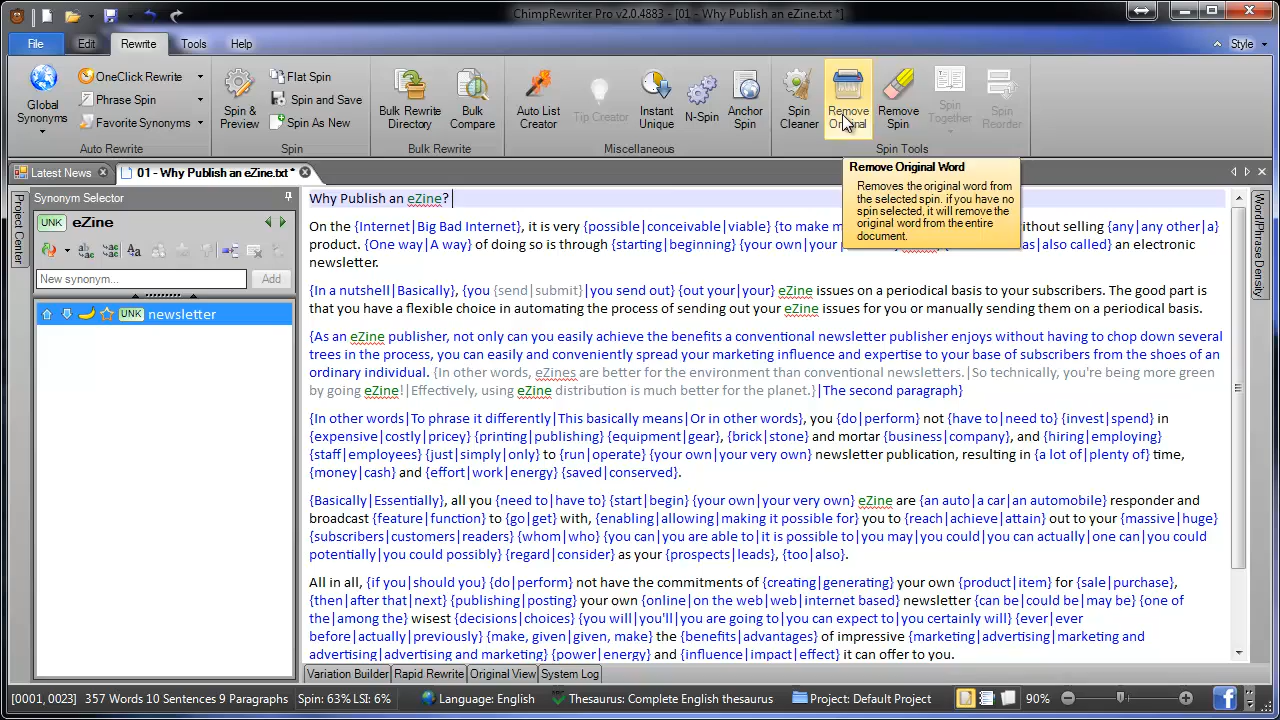 ChimpRewriter Pro v2.0.4883 - [01 - Why Publish an eZine.txt *]
File Edit Rewrite Tools Help Style
Global Synonyms
OneClick Rewrite
Phrase Spin
Favorite Synonyms
Auto Rewrite
Spin & Preview
Flat Spin
Spin and Save
Spin As New
Spin
Bulk Rewrite Directory
Bulk Compare
Bulk Rewrite
Auto List Creator
Tip Creator
Instant Unique
N-Spin
Anchor Spin
Miscellaneous
Spin Cleaner
Remove Original
Remove Spin
Spin Together
Spin Reorder
Spin Tools
Latest News
01 - Why Publish an eZine.txt *
Remove Original Word
Removes the original word from
the selected spin. if you have no
spin selected, it will remove the
original word from the entire
document.
Project Center
Synonym Selector
UNK eZine
New synonym... Add
UNK newsletter
WordPhrase Density
Why Publish an eZine?
On the {Internet|Big Bad Internet}, it is very {possible|conceivable|viable} {to make m without selling {any|any other|a}
product. {One way|A way} of doing so is through {starting|beginning} {your own|your as|also called} an electronic
newsletter.
{In a nutshell|Basically}, {you {send|submit}|you send out} {out your|your} eZine issues on a periodical basis to your subscribers. The good part is
that you have a flexible choice in automating the process of sending out your eZine issues for you or manually sending them on a periodical basis.
{As an eZine publisher, not only can you easily achieve the benefits a conventional newsletter publisher enjoys without having to chop down several
trees in the process, you can easily and conveniently spread your marketing influence and expertise to your base of subscribers from the shoes of an
ordinary individual. {In other words, eZines are better for the environment than conventional newsletters.|So technically, you're being more green
by going eZine!|Effectively, using eZine distribution is much better for the planet.}|The second paragraph}
{In other words|To phrase it differently|This basically means|Or in other words}, you {do|perform} not {have to|need to} {invest|spend} in
{expensive|costly|pricey} {printing|publishing} {equipment|gear}, {brick|stone} and mortar {business|company}, and {hiring|employing}
{staff|employees} {just|simply|only} to {run|operate} {your own|your very own} newsletter publication, resulting in {a lot of|plenty of} time,
{money|cash} and {effort|work|energy} {saved|conserved}.
{Basically|Essentially}, all you {need to|have to} {start|begin} {your own|your very own} eZine are {an auto|a car|an automobile} responder and
broadcast {feature|function} to {go|get} with, {enabling|allowing|making it possible for} you to {reach|achieve|attain} out to your {massive|huge}
{subscribers|customers|readers} {whom|who} {you can|you are able to|it is possible to|you may|you could|you can actually|one can|you could
potentially|you could possibly} {regard|consider} as your {prospects|leads}, {too|also}.
All in all, {if you|should you} {do|perform} not have the commitments of {creating|generating} your own {product|item} for {sale|purchase},
{then|after that|next} {publishing|posting} your own {online|on the web|web|internet based} newsletter {can be|could be|may be} {one of
the|among the} wisest {decisions|choices} {you will|you'll|you are going to|you can expect to|you certainly will} {ever|ever
before|actually|previously} {make, given|given, make} the {benefits|advantages} of impressive {marketing|advertising|marketing and
advertising|advertising and marketing} {power|energy} and {influence|impact|effect} it can offer to you.
Variation Builder Rapid Rewrite Original View System Log
[0001, 0023] 357 Words 10 Sentences 9 Paragraphs Spin: 63% LSI: 6% Language: English Thesaurus: Complete English thesaurus Project: Default Project 90%